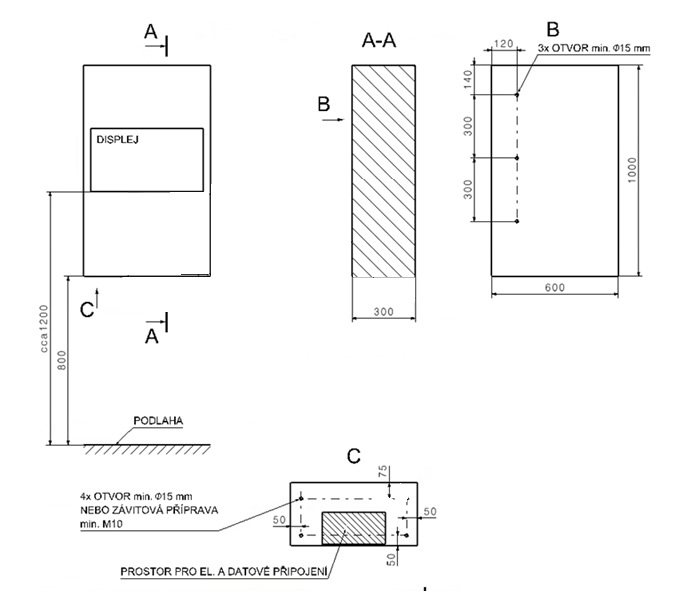 A
A-A
B
3x OTVOR min. Φ15 mm
120
140
DISPLEJ
B
300
300
1000
600
300
C
A
cca1200
800
PODLAHA
C
75
4x OTVOR min. Φ15 mm
NEBO ZÁVITOVÁ PŘÍPRAVA
min. M10
50
50
50
PROSTOR PRO EL. A DATOVÉ PŘIPOJENÍ